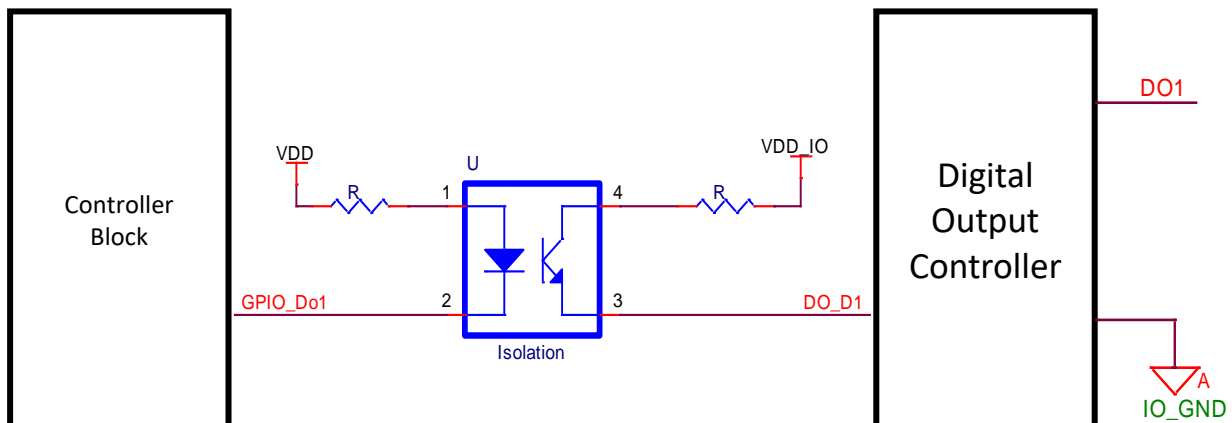 Controller
Block
VDD
R
GPIO_Do1
U
1
2
4
3
Isolation
R
VDD_IO
DO_D1
Digital
Output
Controller
DO1
A
IO_GND